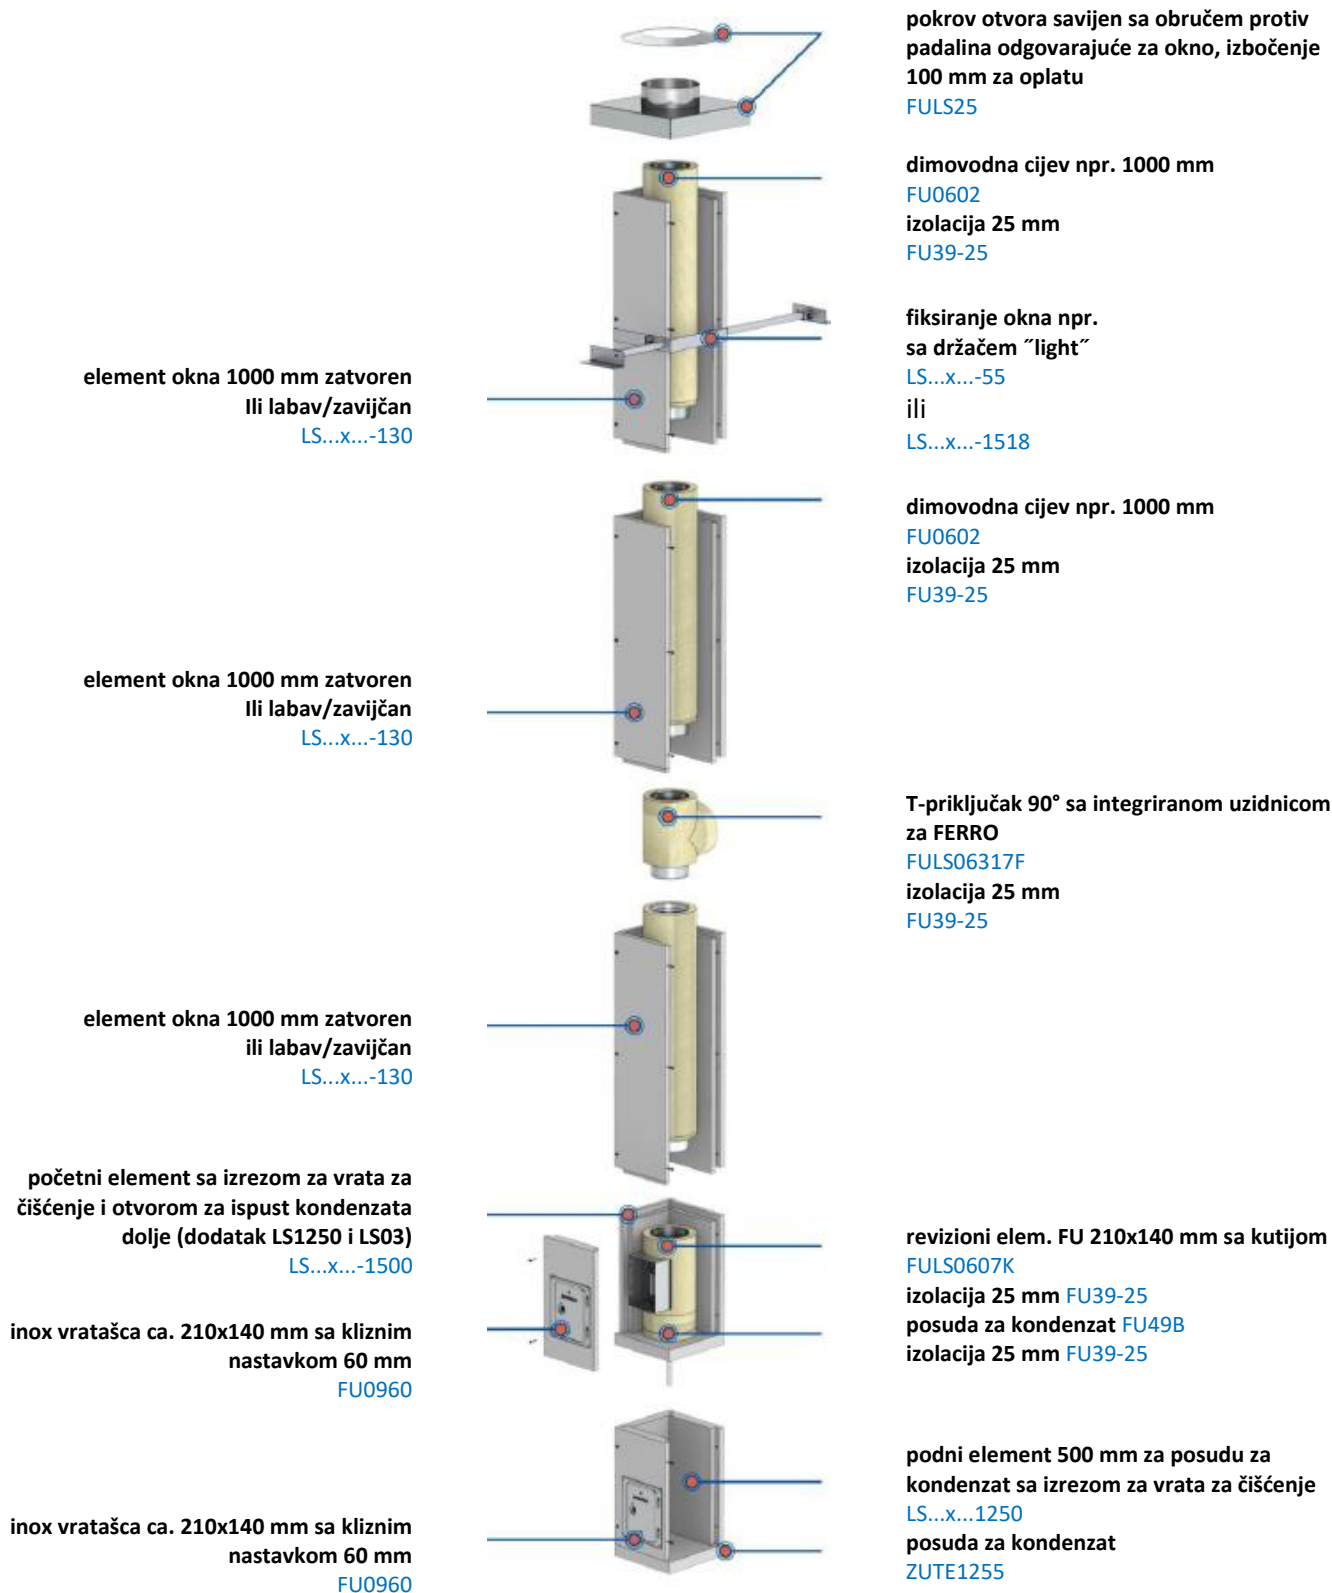 pokrov otvora savijen sa obručem protiv
padalina odgovarajuće za okno, izbočenje
100 mm za oplatu
FULS25
dimovodna cijev npr. 1000 mm
FU0602
izolacija 25 mm
FU39-25
fiksiranje okna npr.
sa držačem ˝light˝
LS...x...-55
ili
LS...x...-1518
element okna 1000 mm zatvoren
Ili labav/zavijčan
LS...x...-130
dimovodna cijev npr. 1000 mm
FU0602
izolacija 25 mm
FU39-25
element okna 1000 mm zatvoren
Ili labav/zavijčan
LS...x...-130
T-priključak 90° sa integriranom uzidnicom
za FERRO
FULS06317F
izolacija 25 mm
FU39-25
element okna 1000 mm zatvoren
ili labav/zavijčan
LS...x...-130
početni element sa izrezom za vrata za
čišćenje i otvorom za ispust kondenzata
dolje (dodatak LS1250 i LS03)
LS...x...-1500
revizioni elem. FU 210x140 mm sa kutijom
FULS0607K
izolacija 25 mm FU39-25
posuda za kondenzat FU49B
izolacija 25 mm FU39-25
inox vratašca ca. 210x140 mm sa kliznim
nastavkom 60 mm
FU0960
podni element 500 mm za posudu za
kondenzat sa izrezom za vrata za čišćenje
LS...x...1250
posuda za kondenzat
ZUTE1255
inox vratašca ca. 210x140 mm sa kliznim
nastavkom 60 mm
FU0960